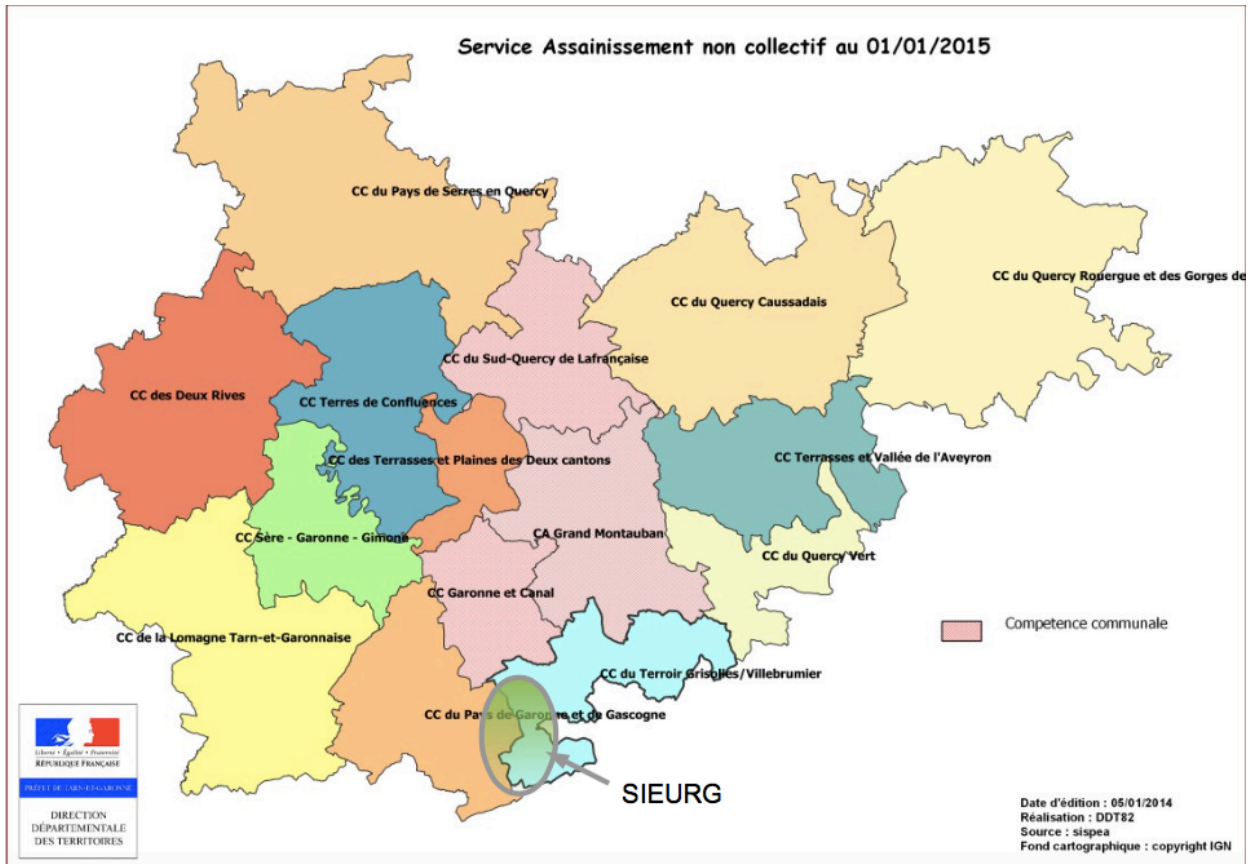 Service Assainissement non collectif au 01/01/2015
CC du Pays de Serres en Quercy
CC du Quercy Rouergue et des Gorges de
CC du Quercy Caussadais
CC du Sud-Quercy de Lafrançaise
CC des Deux Rives
CC Terres de Confluences
CC des Terrasses et Plaines des Deux cantons
CC Terrasses et Vallée de l'Aveyron
CC Sère - Garonne - Gimone
CA Grand Montauban
CC du Quercy Vert
CC Garonne et Canal
Competence communale
CC de la Lomagne Tarn-et-Garonnaise
CC du Terroir Grisolles/Villebrumier
CC du Pays de Garonne et de Gascogne
SIEURG
Liberté • Égalité • Fraternité
RÉPUBLIQUE FRANÇAISE
PRÉFET DE TARN-DE-GARONNE
DIRECTION
DÉPARTEMENTALE
DES TERRITOIRES
Date d'édition : 05/01/2014
Réalisation : DDT82
Source : sispea
Fond cartographique : copyright IGN